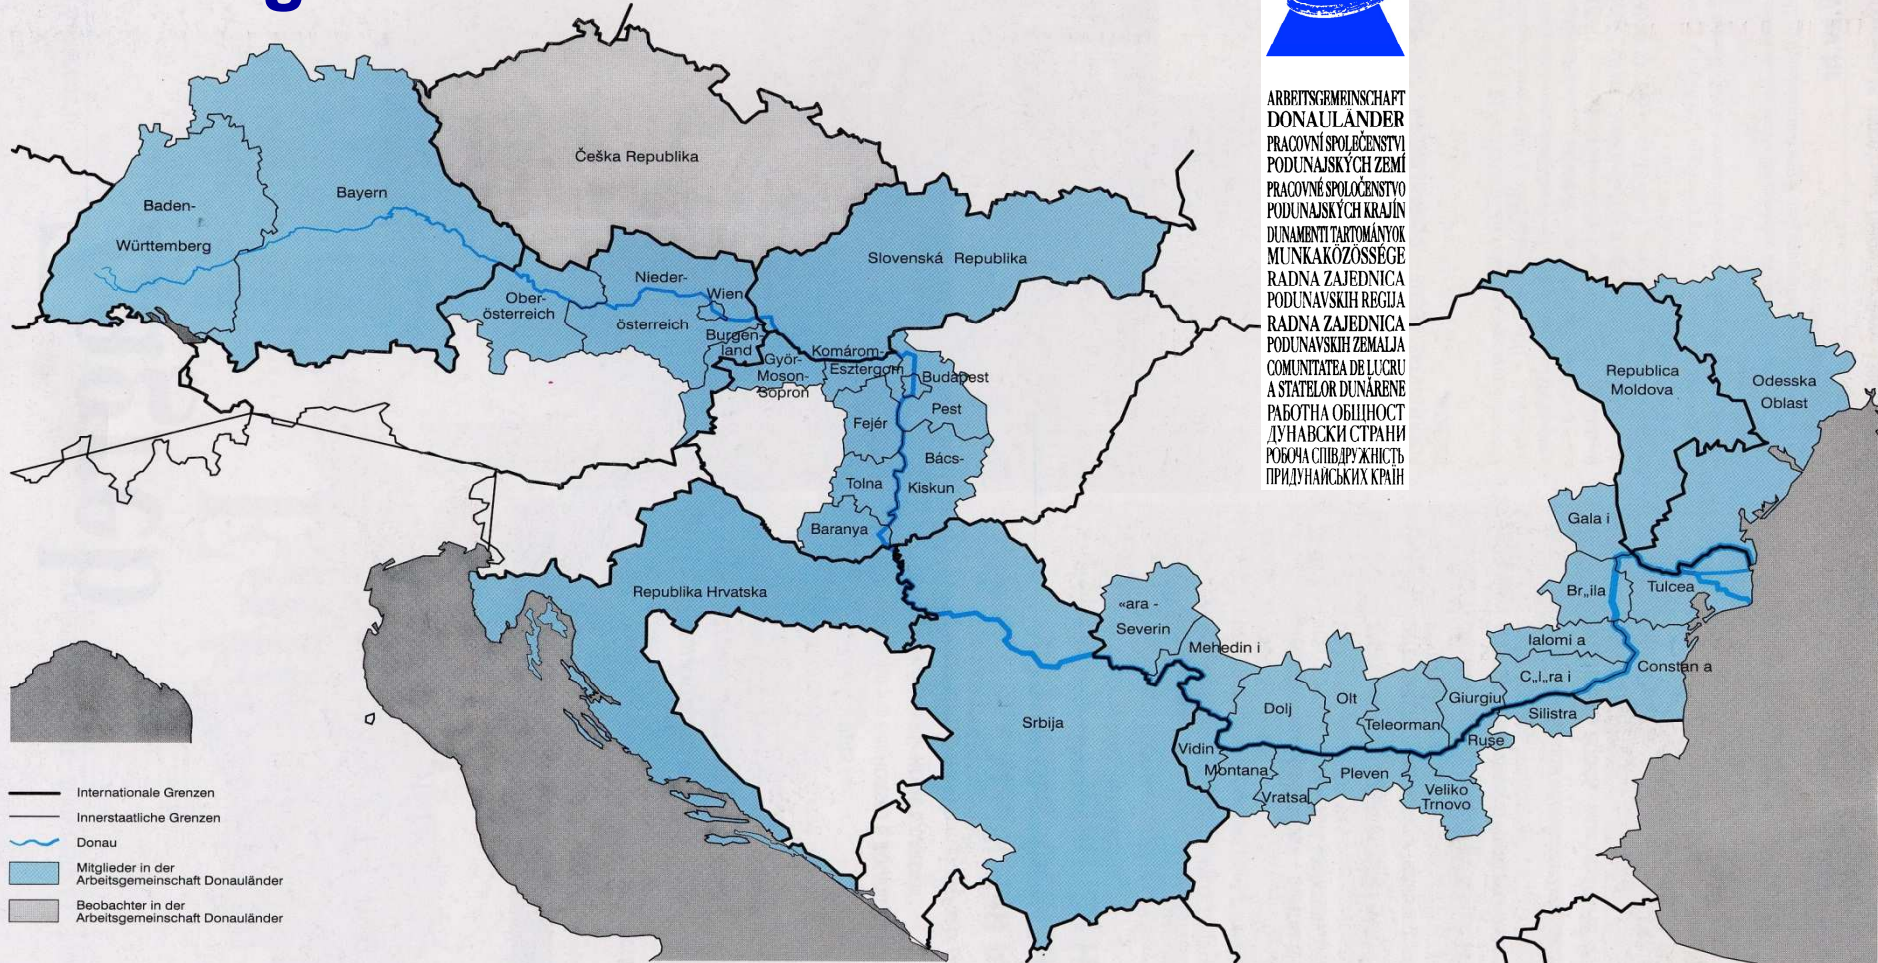 g
ARBEITSGEMEINSCHAFT
DONAULÄNDER
PRACOVNÍ SPOLEČENSTVI
PODUNAJSKÝCH ZEMÍ
PRACOVNÉ SPOLOČENSTVO
PODUNAJSKÝCH KRAJÍN
DUNAMENTI TARTOMÁNYOK
MUNKAKÖZÖSSÉGE
RADNA ZAJEDNICA
PODUNAVSKIH REGIJA
RADNA ZAJEDNICA
PODUNAVSKIH ZEMALJA
COMUNITATEA DE LUCRU
A STATELOR DUNĂRENE
РАБОТНА ОБЩНОСТ
ДУНАВСКИ СТРАНИ
РОБОЧА СПІВДРУЖНІСТЬ
ПРИДУНАЙСЬКИХ КРАЇН
Češka Republika
Bayern
Baden-
Württemberg
Slovenská Republika
Nieder-
österreich
Wien
Ober-
österreich
Burgen-
land
Györ-
Moson-
Sopron
Komárom-
Esztergom
Budapest
Pest
Fejér
Bács-
Kiskun
Tolna
Baranya
Republica
Moldova
Odesska
Oblast
Republika Hrvatska
Gala i
Br„ila
Tulcea
«ara -
Severin
Mehedin i
Ialomi a
Constan a
C„l„ra i
Dolj
Olt
Teleorman
Giurgiu
Silistra
Srbija
Vidin
Montana
Vratsa
Pleven
Ruse
Veliko
Trnovo
Internationale Grenzen
Innerstaatliche Grenzen
Donau
Mitglieder in der
Arbeitsgemeinschaft Donauländer
Beobachter in der
Arbeitsgemeinschaft Donauländer